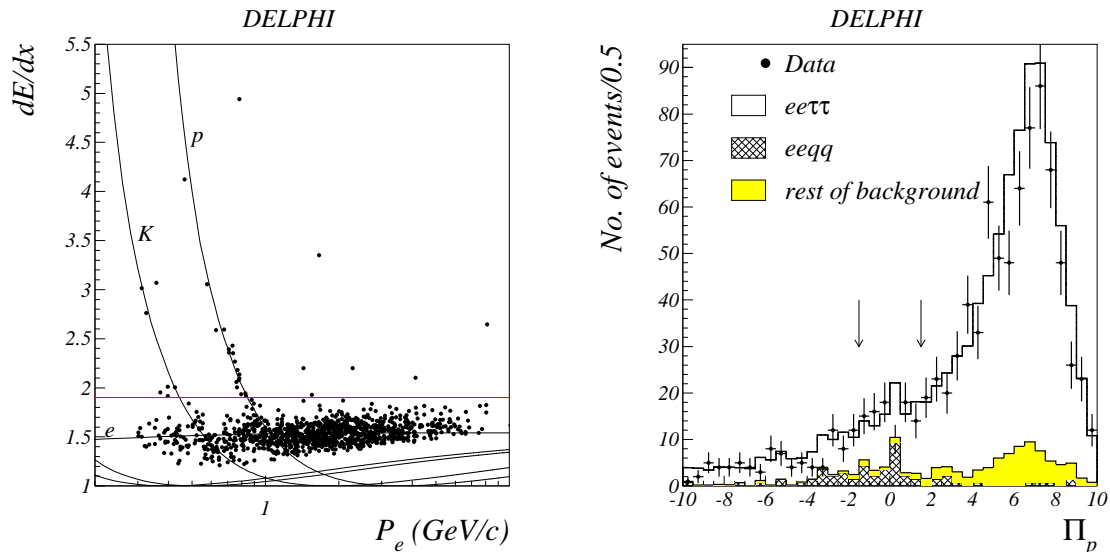 DELPHI
dE/dx
5.5
5
4.5
4
3.5
3
2.5
2
1.5
1
K
p
e
1
P_e (GeV/c)
DELPHI
No. of events/0.5
90
80
70
60
50
40
30
20
10
0
Data
eeττ
eeqq
rest of background
-10 -8 -6 -4 -2 0 2 4 6 8 10
Π_p